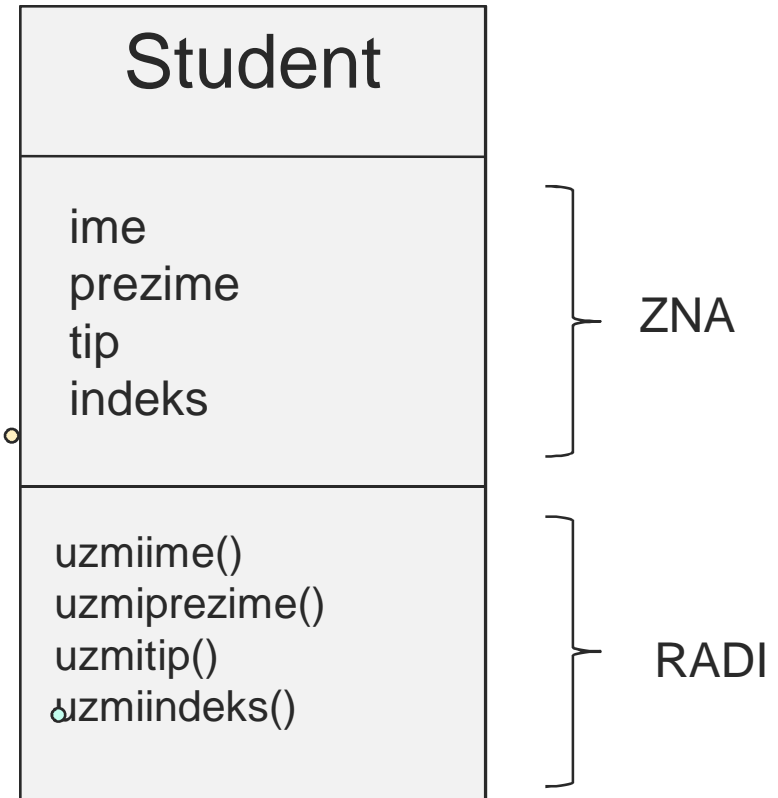 Student
ime
prezime
tip
indeks
ZNA
uzmiime()
uzmiprezime()
uzmitip()
uzmiindeks()
RADI